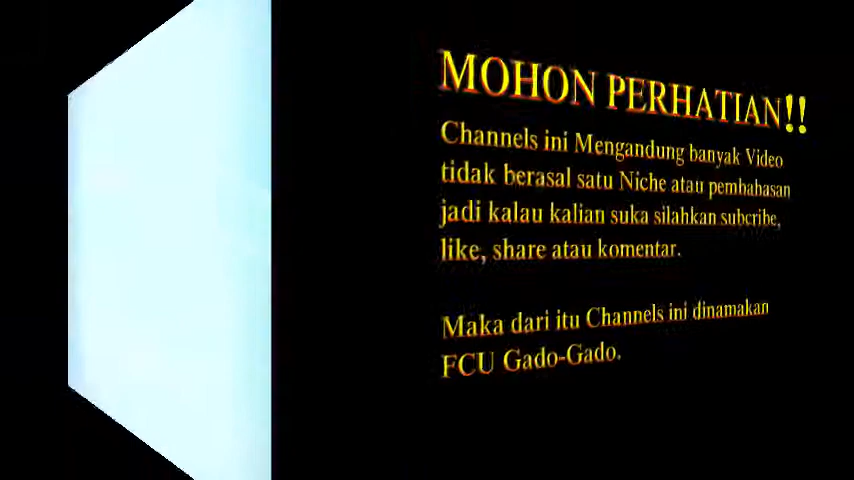 MOHON PERHATIAN!!
Channels ini Mengandung banyak Video
tidak berasal satu Niche atau pembahasan
jadi kalau kalian suka silahkan subcribe,
like, share atau komentar.
Maka dari itu Channels ini dinamakan
FCU Gado-Gado.